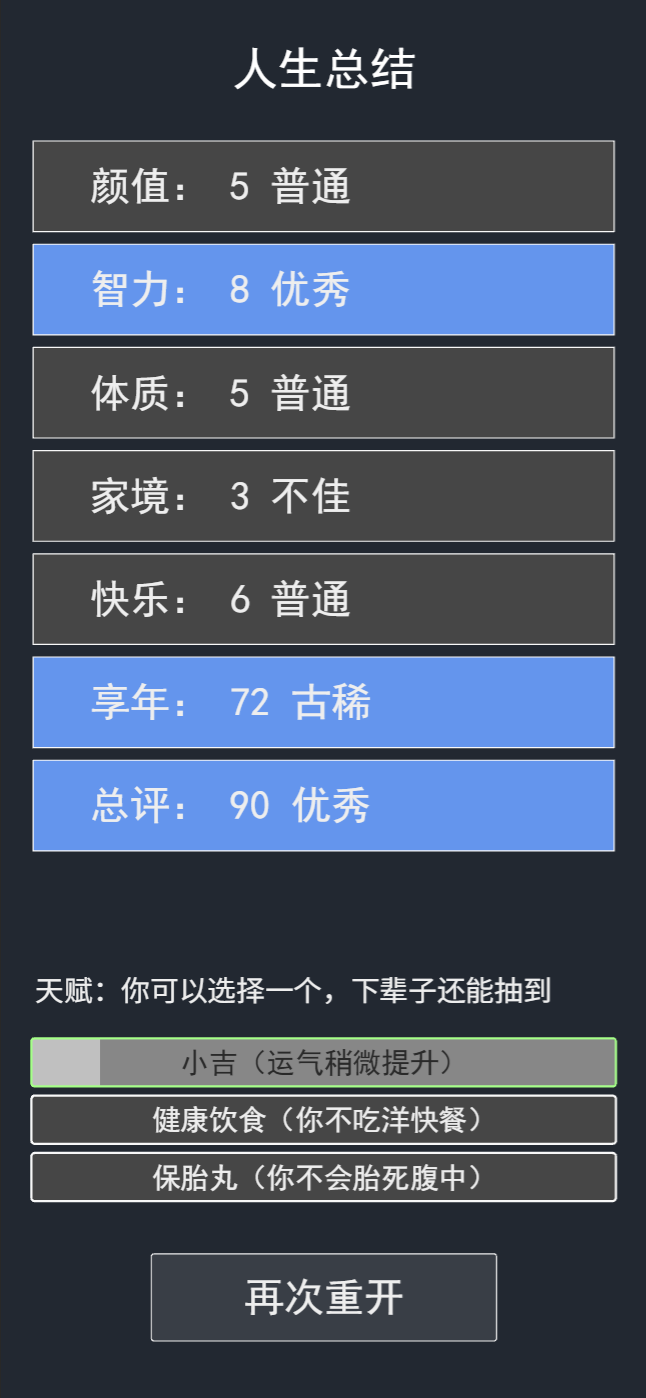 人生总结
颜值： 5 普通
智力： 8 优秀
体质： 5 普通
家境： 3 不佳
快乐： 6 普通
享年： 72 古稀
总评： 90 优秀
天赋：你可以选择一个，下辈子还能抽到
小吉（运气稍微提升）
健康饮食（你不吃洋快餐）
保胎丸（你不会胎死腹中）
再次重开